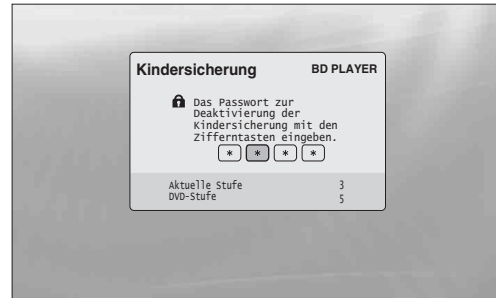 Kindersicherung BD PLAYER
Das Passwort zur
Deaktivierung der
Kindersicherung mit den
Zifferntasten eingeben.
* * * *
Aktuelle Stufe 3
DVD-Stufe 5